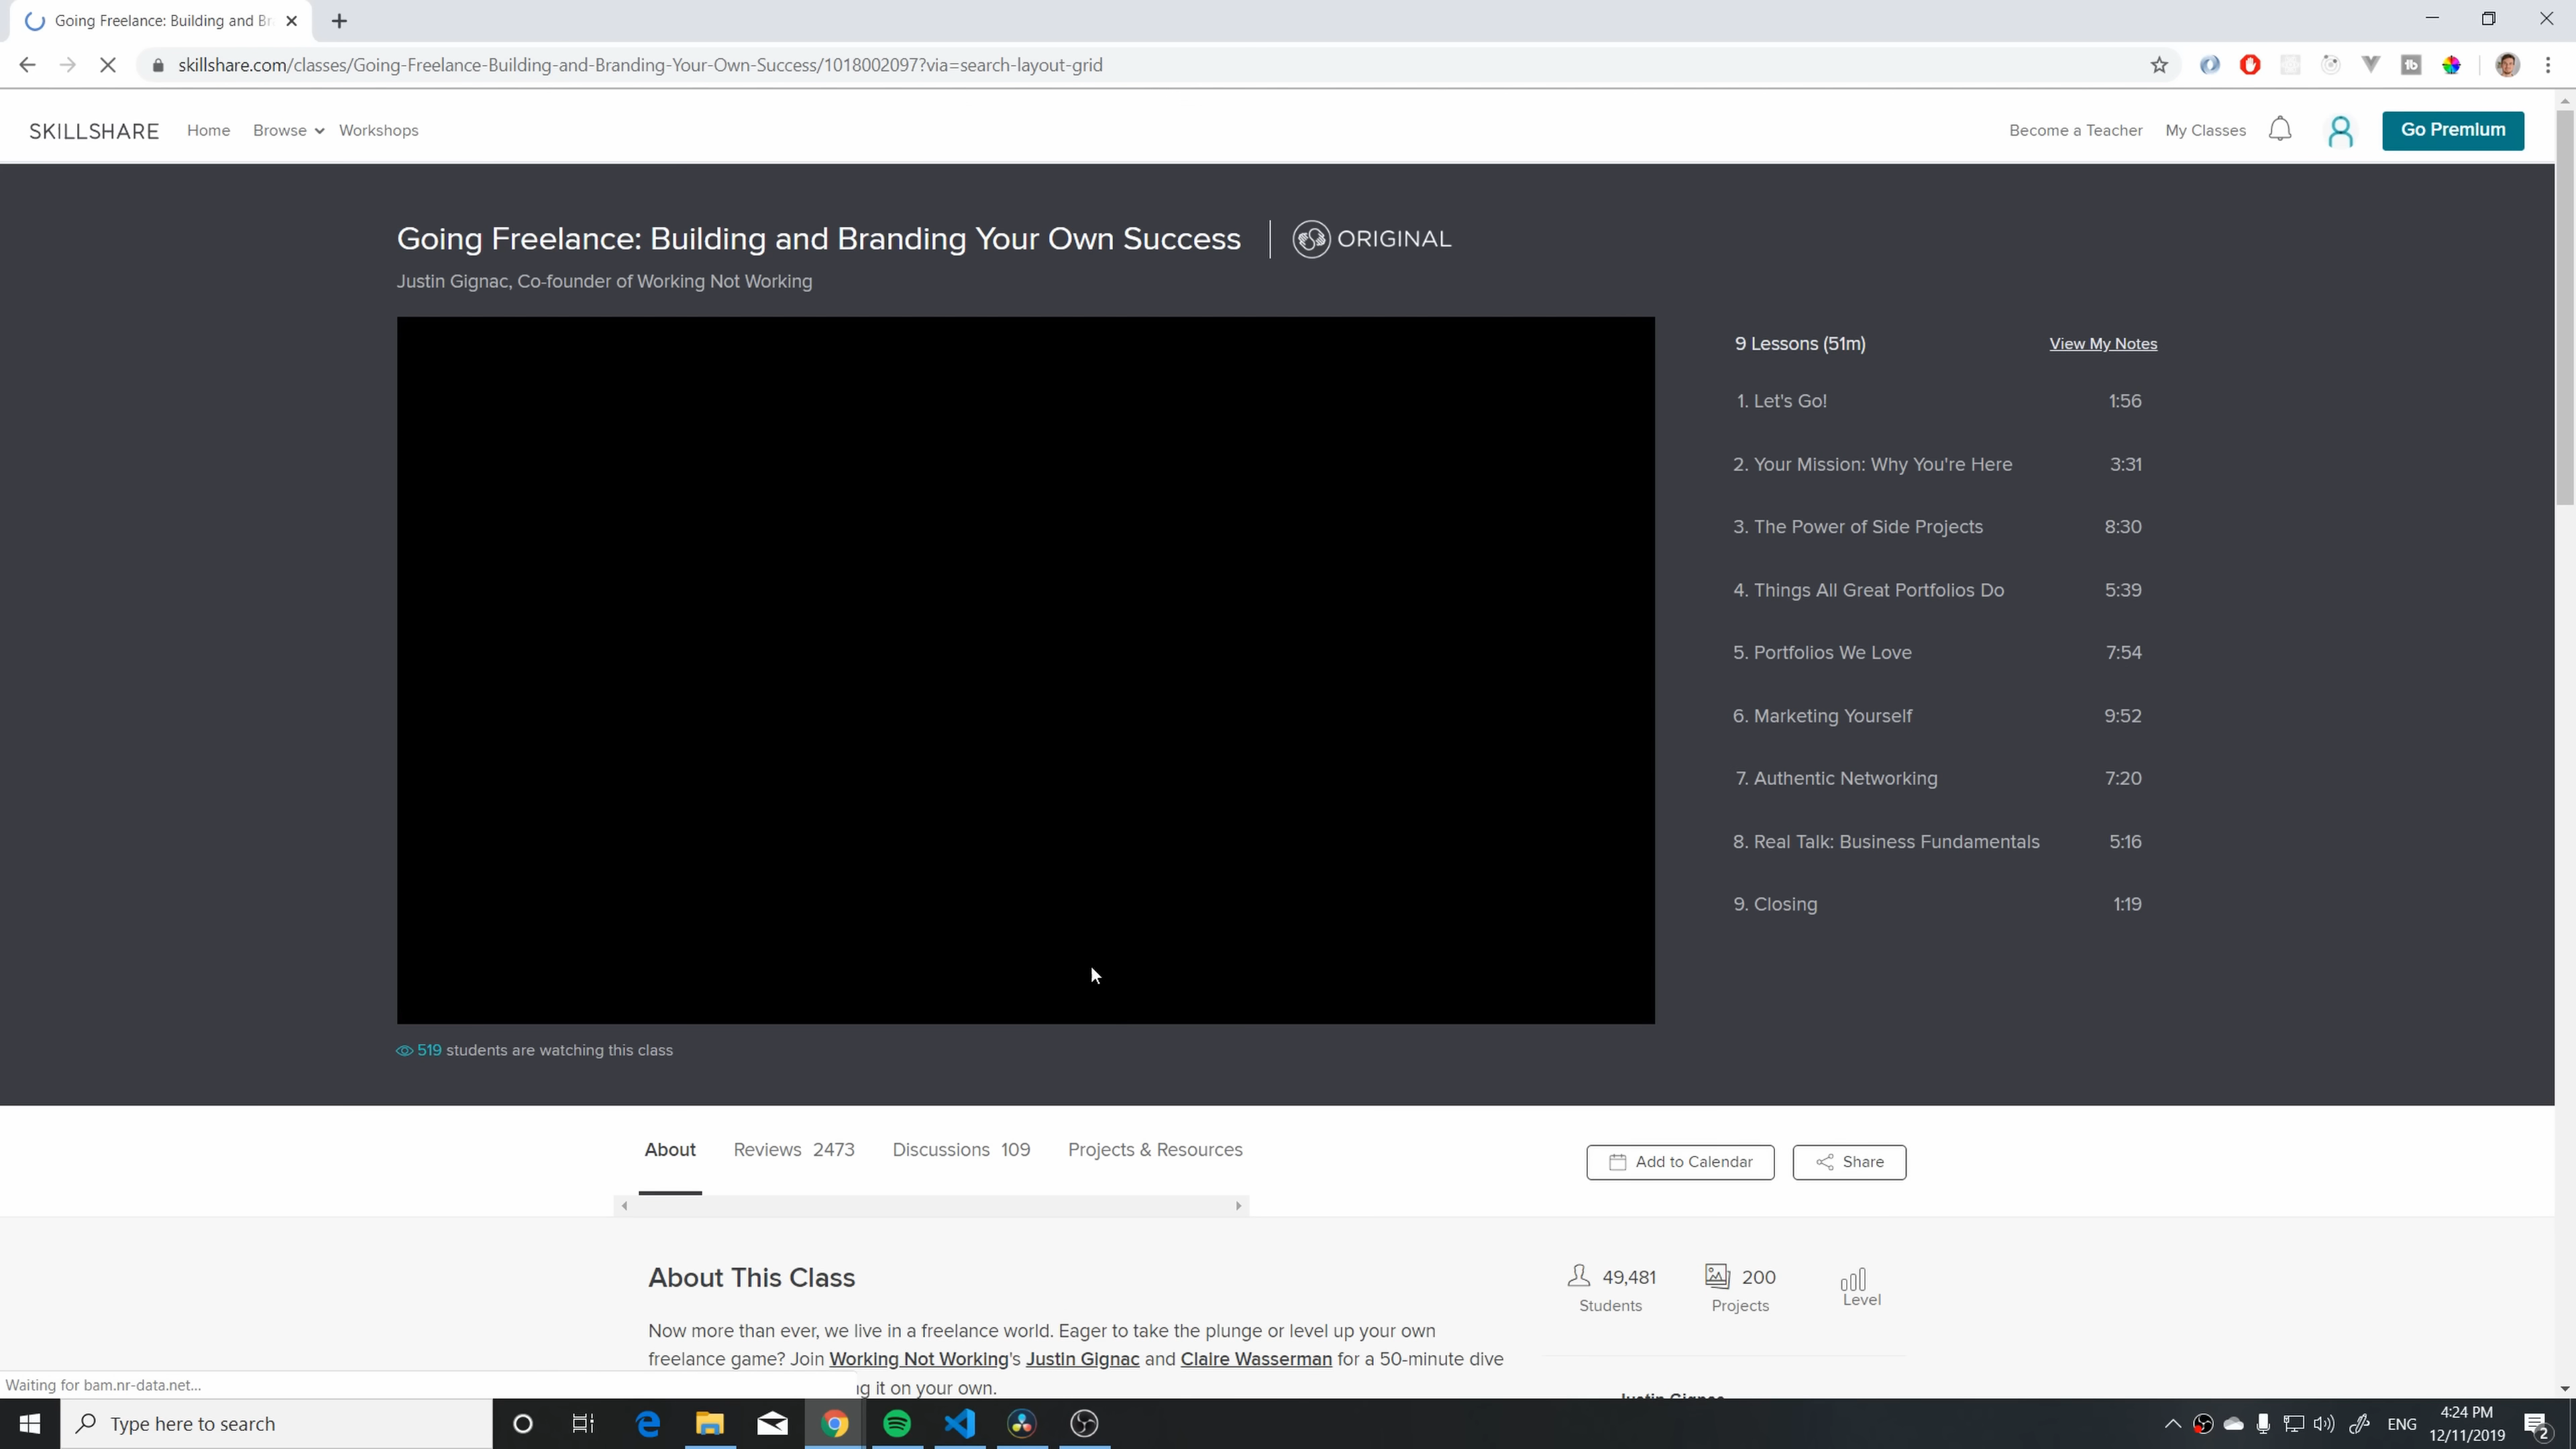 Going Freelance: Building and Br
skillshare.com/classes/Going-Freelance-Building-and-Branding-Your-Own-Success/1018002097?via=search-layout-grid
SKILLSHARE Home Browse Workshops Become a Teacher My Classes Go Premium
Going Freelance: Building and Branding Your Own Success ORIGINAL
Justin Gignac, Co-founder of Working Not Working
9 Lessons (51m) View My Notes
1. Let's Go! 1:56
2. Your Mission: Why You're Here 3:31
3. The Power of Side Projects 8:30
4. Things All Great Portfolios Do 5:39
5. Portfolios We Love 7:54
6. Marketing Yourself 9:52
7. Authentic Networking 7:20
8. Real Talk: Business Fundamentals 5:16
9. Closing 1:19
519 students are watching this class
About Reviews 2473 Discussions 109 Projects & Resources Add to Calendar Share
About This Class
49,481 200
Students Projects Level
Now more than ever, we live in a freelance world. Eager to take the plunge or level up your own
freelance game? Join Working Not Working's Justin Gignac and Claire Wasserman for a 50-minute dive
g it on your own.
Justin Gignac
Waiting for bam.nr-data.net...
Type here to search
ENG
4:24 PM
12/11/2019
2